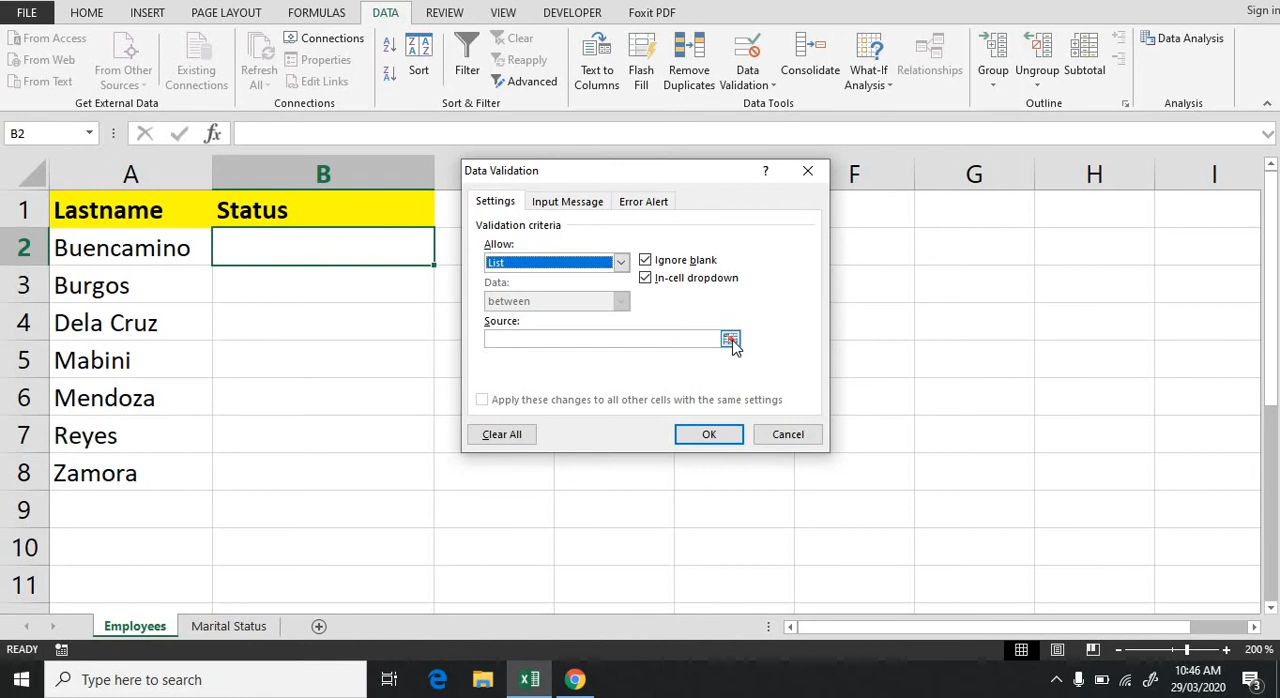 FILE HOME INSERT PAGE LAYOUT FORMULAS DATA REVIEW VIEW DEVELOPER Foxit PDF Sign in
From Access
From Web
From Text
From Other Sources
Existing Connections
Get External Data
Refresh All
Connections
Properties
Edit Links
Connections
Sort
Filter
Clear
Reapply
Advanced
Sort & Filter
Text to Columns
Flash Fill
Remove Duplicates
Data Validation
Consolidate
What-If Analysis
Relationships
Data Tools
Group
Ungroup
Subtotal
Outline
Data Analysis
Analysis
B2 fx
A B F G H I
1 Lastname Status
2 Buencamino
3 Burgos
4 Dela Cruz
5 Mabini
6 Mendoza
7 Reyes
8 Zamora
9
10
11
Data Validation ?
Settings Input Message Error Alert
Validation criteria
Allow:
List
Ignore blank
In-cell dropdown
Data:
between
Source:
Apply these changes to all other cells with the same settings
Clear All OK Cancel
Employees Marital Status
READY 200 %
Type here to search
10:46 AM
29/03/2020
3